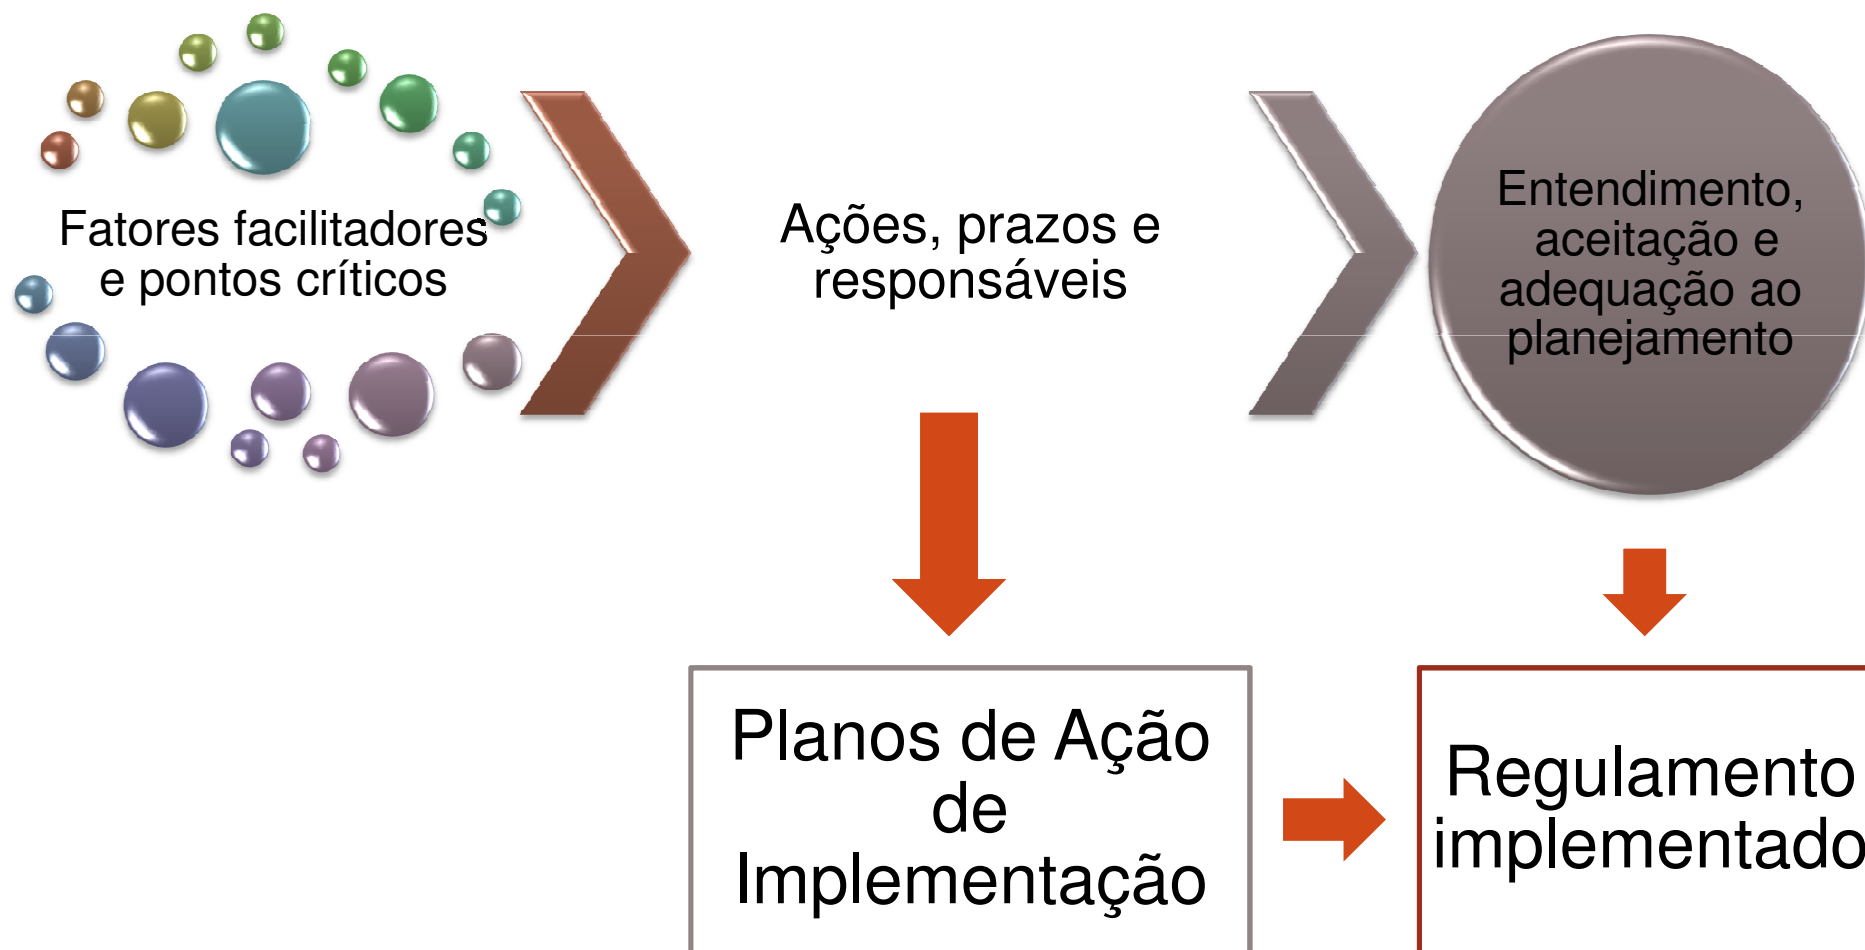 Fatores facilitadores
e pontos críticos
Ações, prazos e
responsáveis
Entendimento,
aceitação e
adequação ao
planejamento
Planos de Ação
de
Implementação
Regulamento
implementado